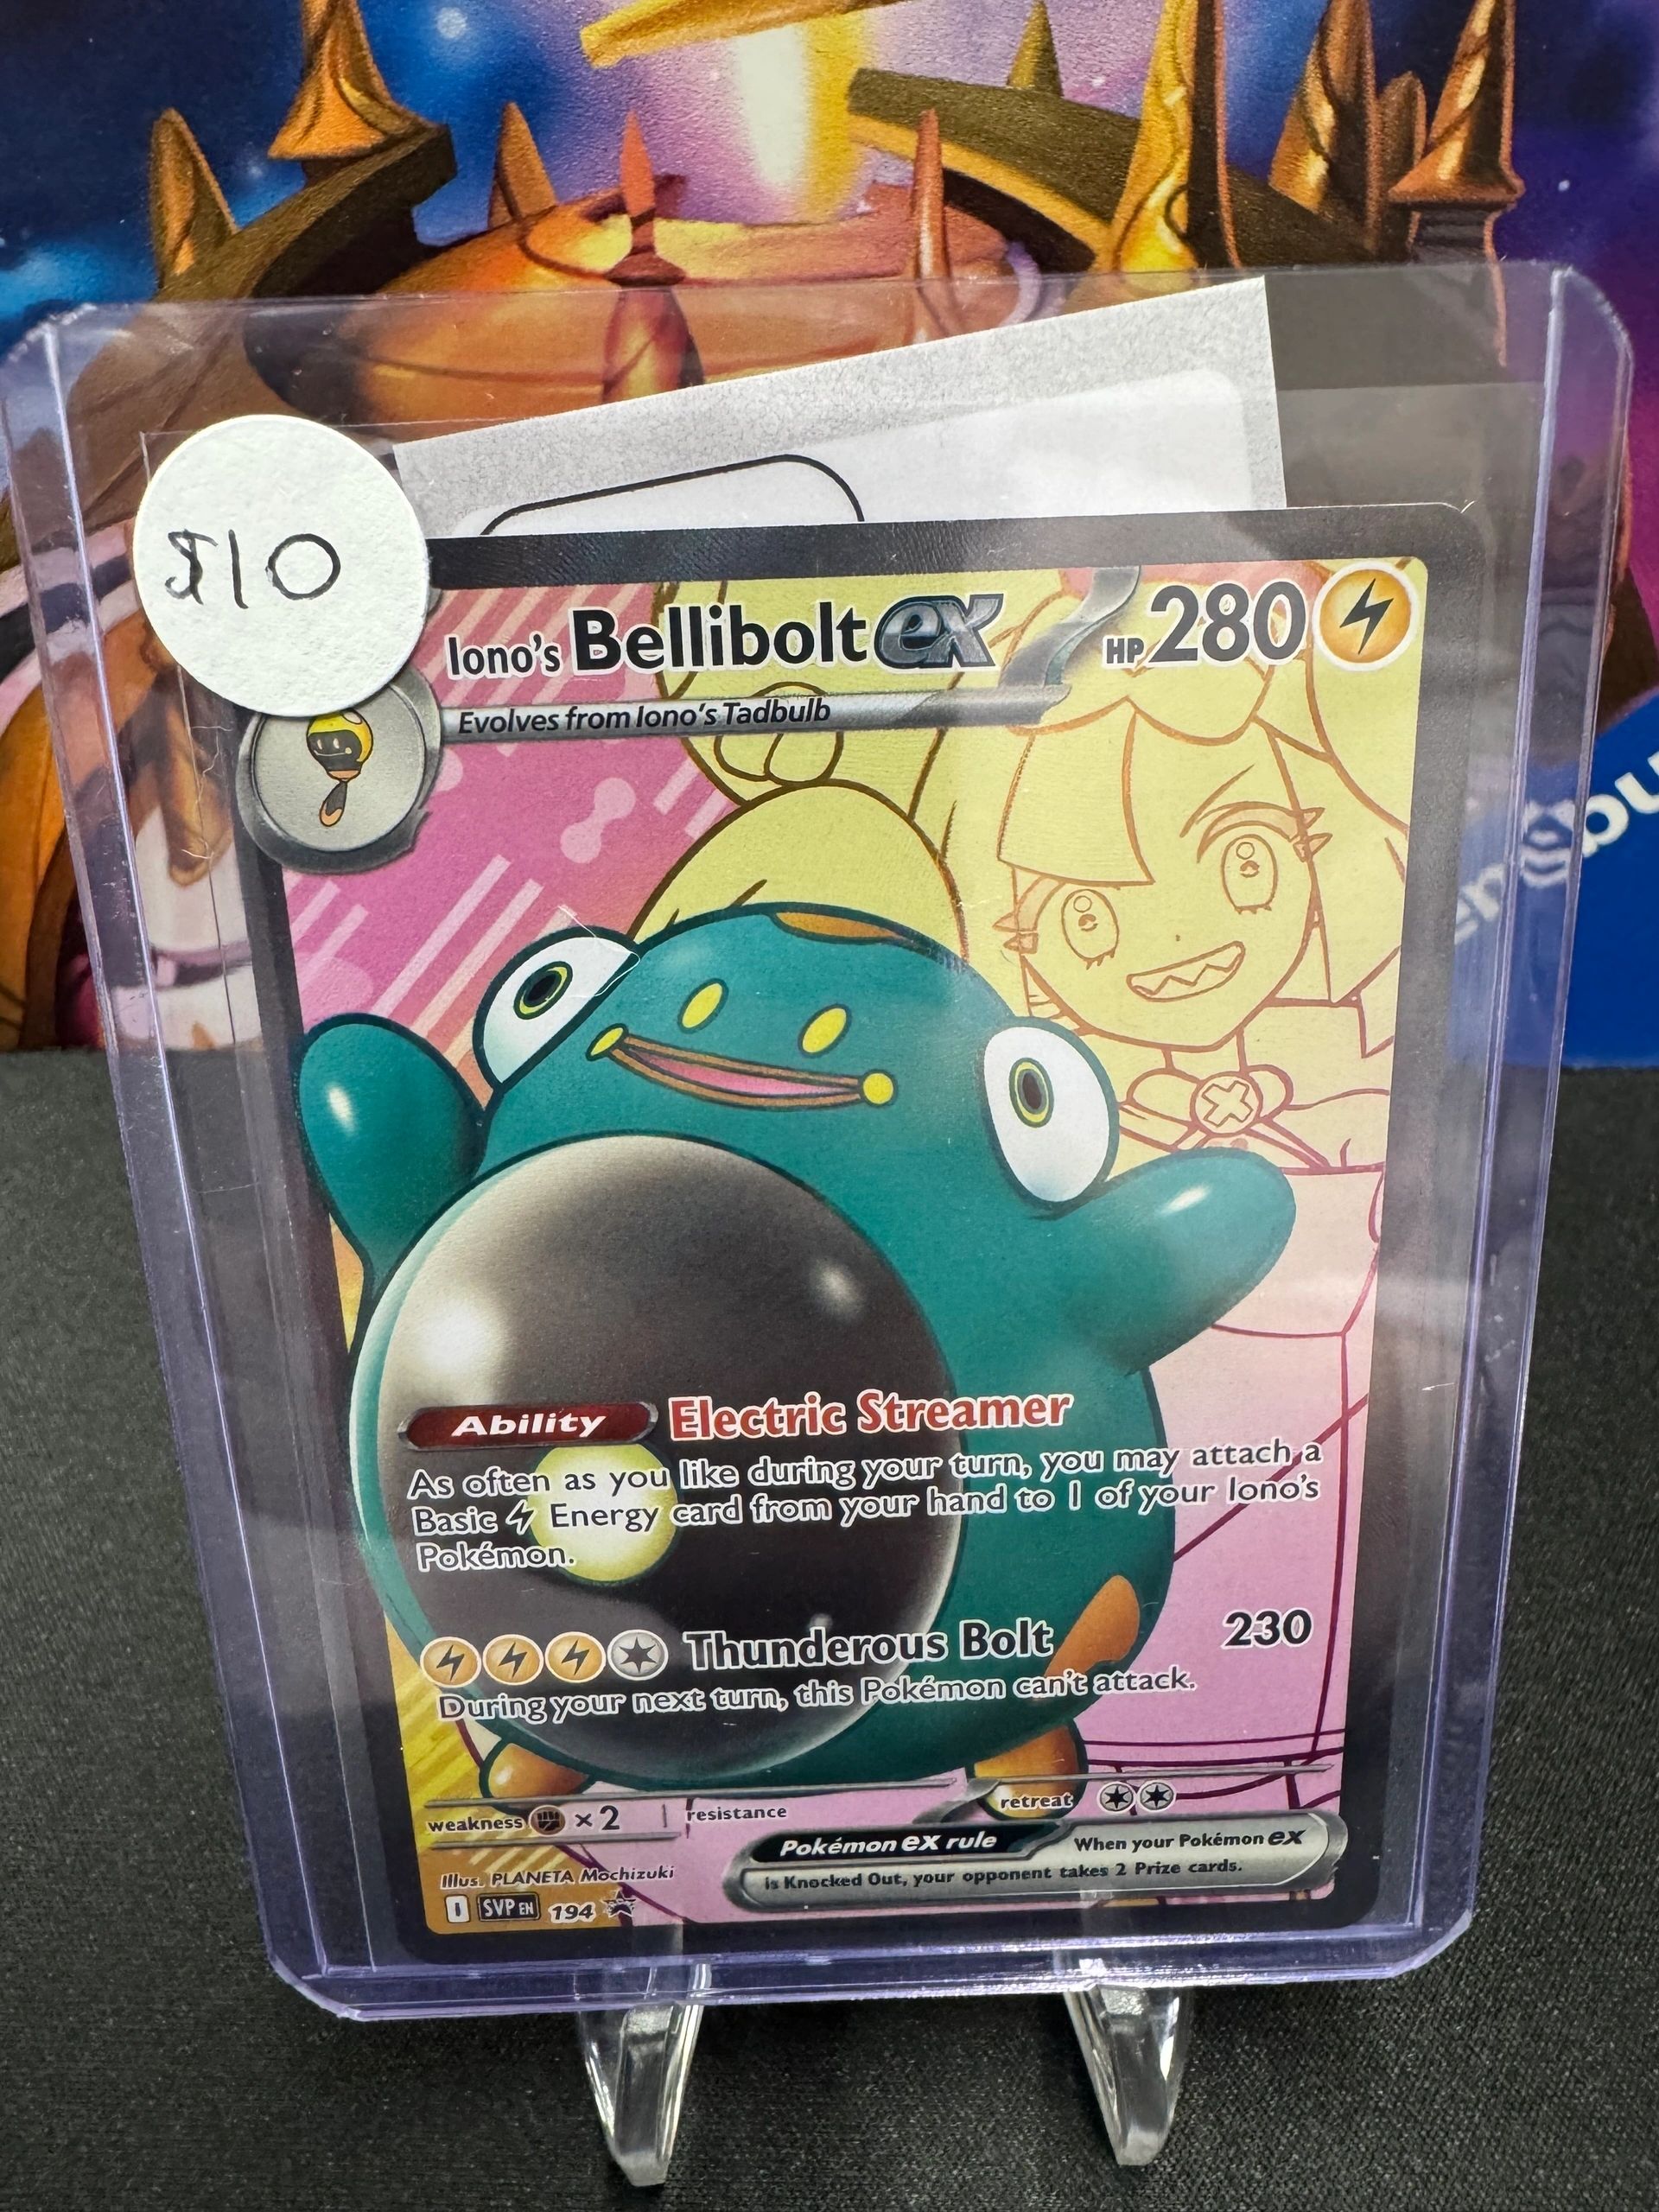 $10
Iono's Bellibolt ex HP 280
Evolves from Iono's Tadbulb
Ability Electric Streamer
As often as you like during your turn, you may attach a
Basic Energy card from your hand to 1 of your Iono's
Pokémon.
Thunderous Bolt 230
During your next turn, this Pokémon can't attack.
weakness ×2 resistance retreat
Pokémon ex rule When your Pokémon ex
is Knocked Out, your opponent takes 2 Prize cards.
Illus. PLANETA Mochizuki
I SVP EN 194